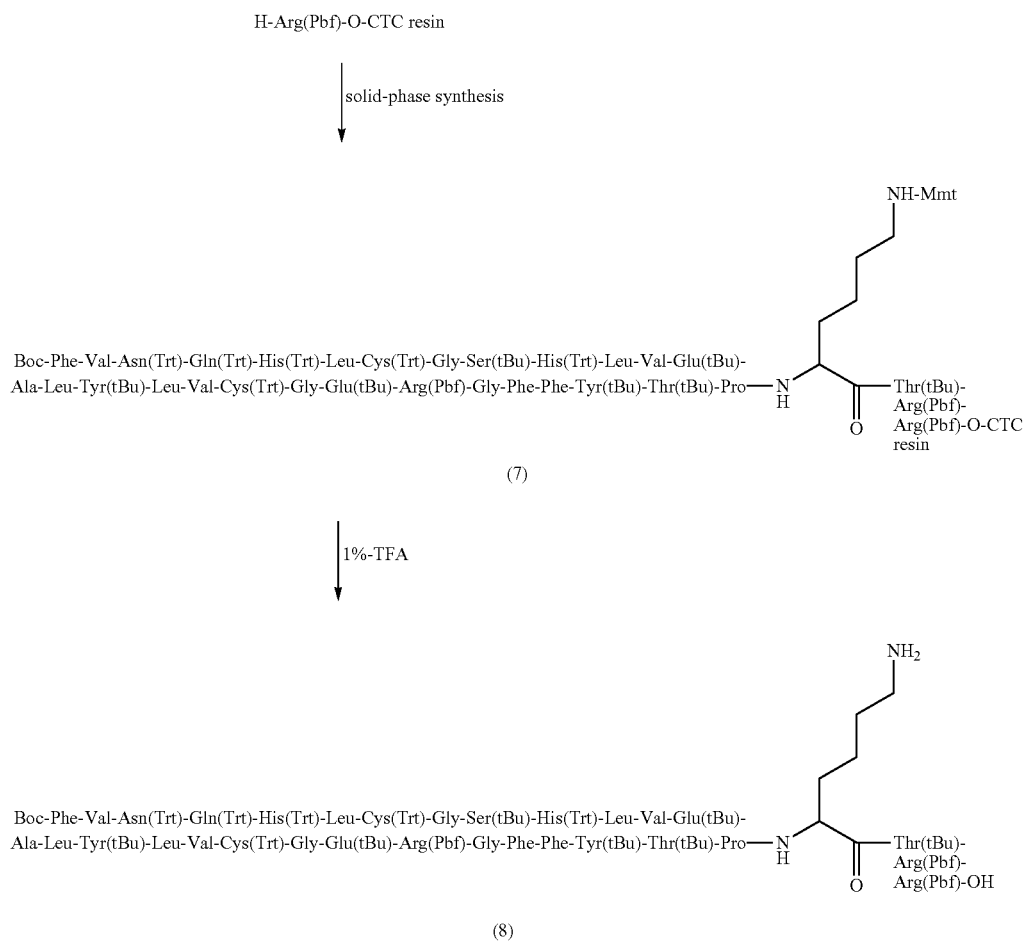 H-Arg(Pbf)-O-CTC resin
solid-phase synthesis
NH-Mmt
Boc-Phe-Val-Asn(Trt)-Gln(Trt)-His(Trt)-Leu-Cys(Trt)-Gly-Ser(tBu)-His(Trt)-Leu-Val-Glu(tBu)-
Ala-Leu-Tyr(tBu)-Leu-Val-Cys(Trt)-Gly-Glu(tBu)-Arg(Pbf)-Gly-Phe-Phe-Tyr(tBu)-Thr(tBu)-Pro
N
H
O
Thr(tBu)-
Arg(Pbf)-
Arg(Pbf)-O-CTC
resin
(7)
1%-TFA
NH2
Boc-Phe-Val-Asn(Trt)-Gln(Trt)-His(Trt)-Leu-Cys(Trt)-Gly-Ser(tBu)-His(Trt)-Leu-Val-Glu(tBu)-
Ala-Leu-Tyr(tBu)-Leu-Val-Cys(Trt)-Gly-Glu(tBu)-Arg(Pbf)-Gly-Phe-Phe-Tyr(tBu)-Thr(tBu)-Pro
N
H
O
Thr(tBu)-
Arg(Pbf)-
Arg(Pbf)-OH
(8)